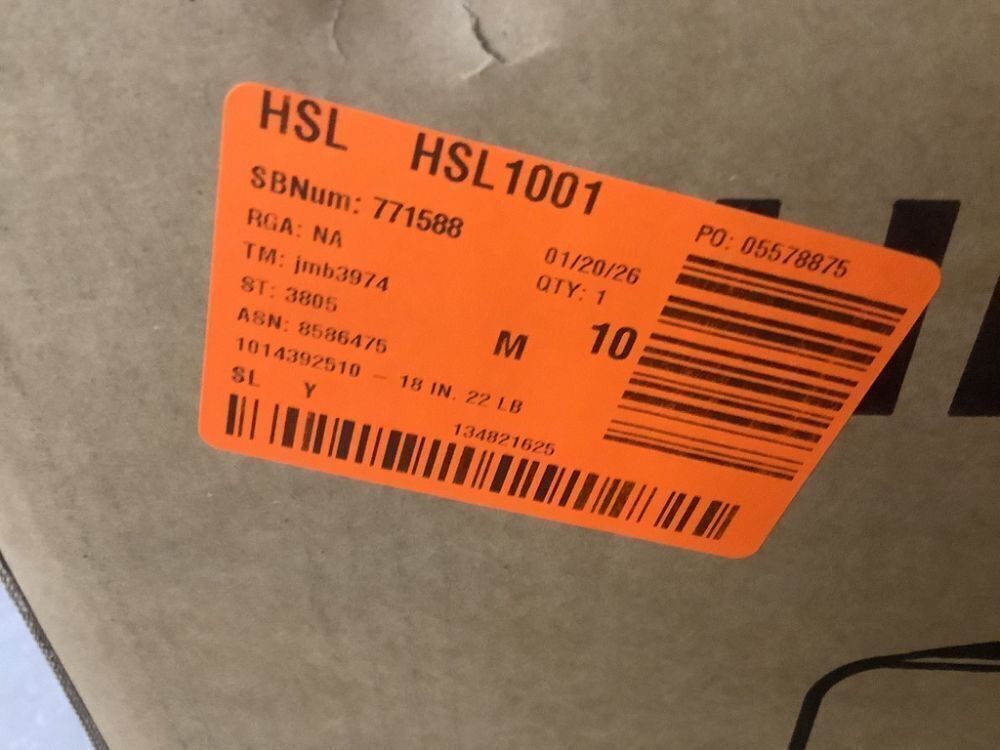 HSL HSL1001
SBNum: 771588
RGA: NA
TM: jmb3974
ST: 3805
ASN: 8586475
1014392510 - 18 IN. 22 LB
SL Y
134821625
01/20/26
QTY: 1
M 10
PO: 05578875